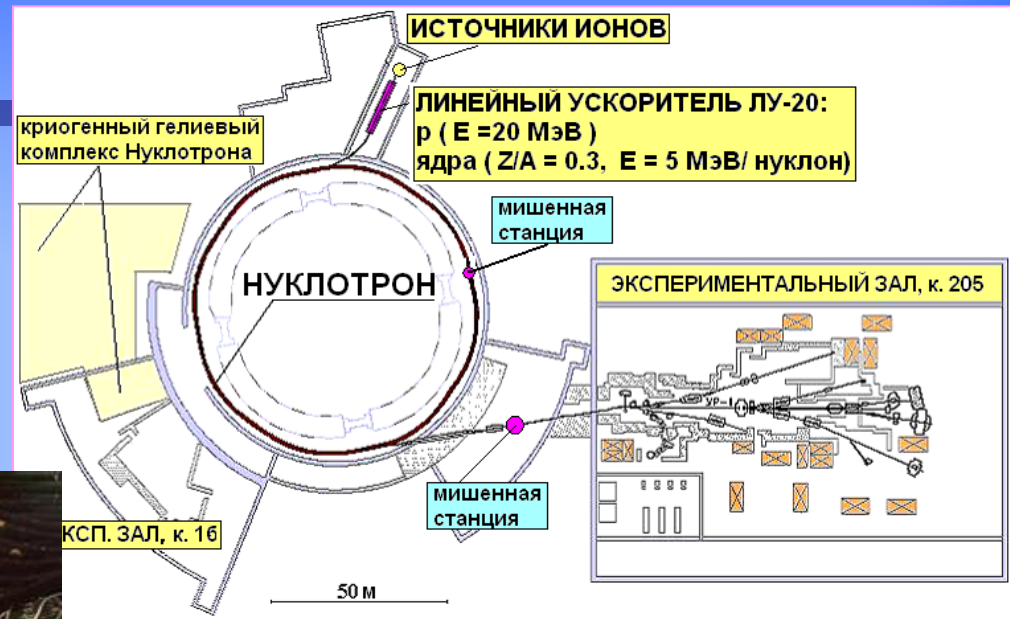 ИСТОЧНИКИ ИОНОВ
ЛИНЕЙНЫЙ УСКОРИТЕЛЬ ЛУ-20:
р ( Е =20 МэВ )
ядра ( Z/A = 0.3, Е = 5 МэВ/ нуклон)
криогенный гелиевый
комплекс Нуклотрона
мишенная
станция
НУКЛОТРОН
ЭКСПЕРИМЕНТАЛЬНЫЙ ЗАЛ, к. 205
УР-1
мишенная
станция
КСП. ЗАЛ, к. 16
50 м